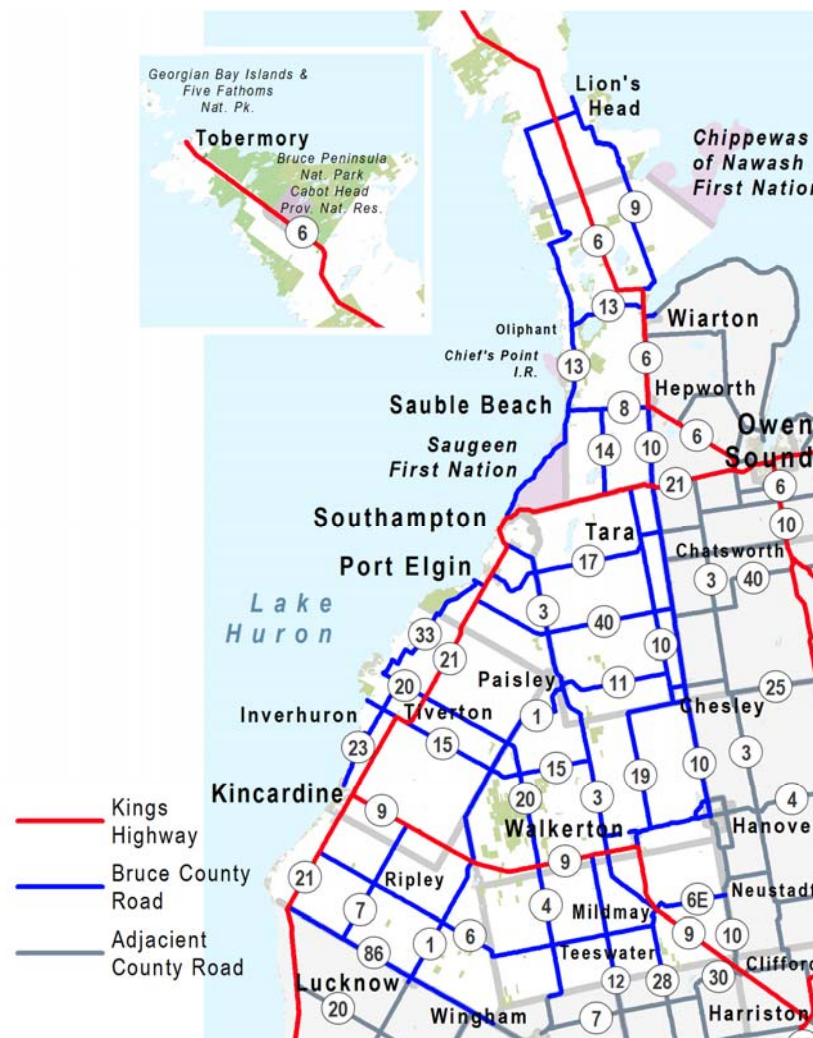 Georgian Bay Islands &
Five Fathoms
Nat. Pk.
Tobermory
Bruce Peninsula
Nat. Park
Cabot Head
Prov. Nat. Res.
6
Lion's
Head
Chippewas
of Nawash
First Nation
9
6
13
Wiarton
Oliphant
Chief's Point
I.R.
13
6
Hepworth
Sauble Beach
8
6
Owen
Sound
Saugeen
First Nation
14
10
21
6
Southampton
Tara
10
Port Elgin
17
Chatsworth
3
40
Lake
Huron
3
40
33
21
10
Paisley
11
20
25
Inverhuron
Tiverton
1
Chesley
15
23
15
3
19
10
Kincardine
20
3
4
9
Walkerton
Hanove
Kings
Highway
9
Bruce County
Road
21
Ripley
6E
Neustadt
7
4
Mildmay
1
6
9
10
Adjacient
County Road
86
Teeswater
Clifford
Lucknow
12
28
30
20
Wingham
7
Harriston